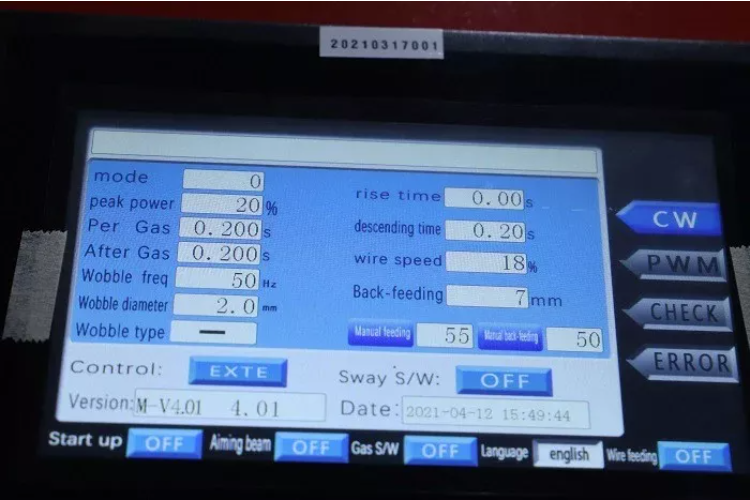 20210317001
mode 0
peak power 20 %
Per Gas 0.200 s
After Gas 0.200 s
Wobble freq 50 Hz
Wobble diameter 2.0 mm
Wobble type —
rise time 0.00 s
descending time 0.20 s
wire speed 18 %
Back-feeding 7 mm
Manual feeding 55 Manual back-feeding 50
CW
PWM
CHECK
ERROR
Control: EXTE
Sway S/W: OFF
Version: M-V4.01 4.01
Date: 2021-04-12 15:49:44
Start up OFF Aiming beam OFF Gas S/W OFF Language english Wire feeding OFF